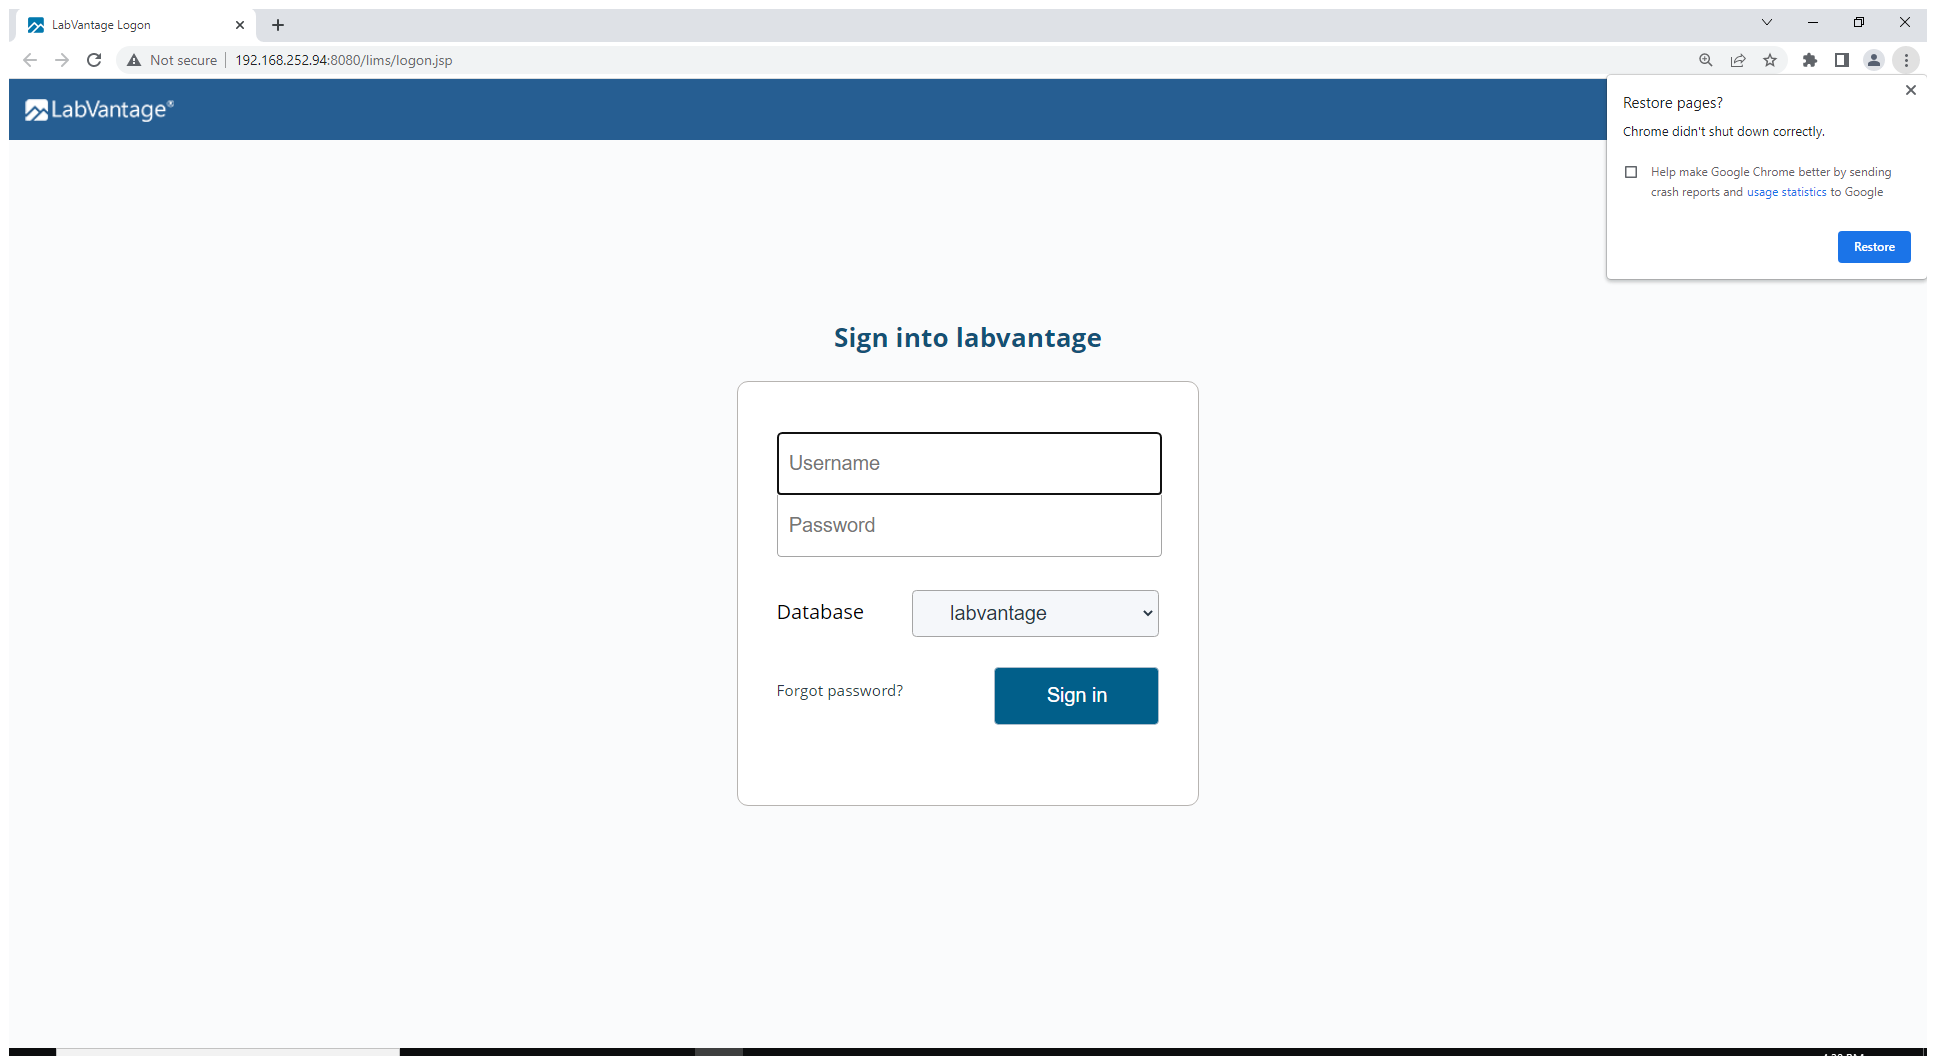 LabVantage Logon
Not secure 192.168.252.94:8080/lims/logon.jsp
LabVantage®
Restore pages?
Chrome didn't shut down correctly.
Help make Google Chrome better by sending
crash reports and usage statistics to Google
Restore
Sign into labvantage
Username
Password
Database labvantage
Forgot password? Sign in